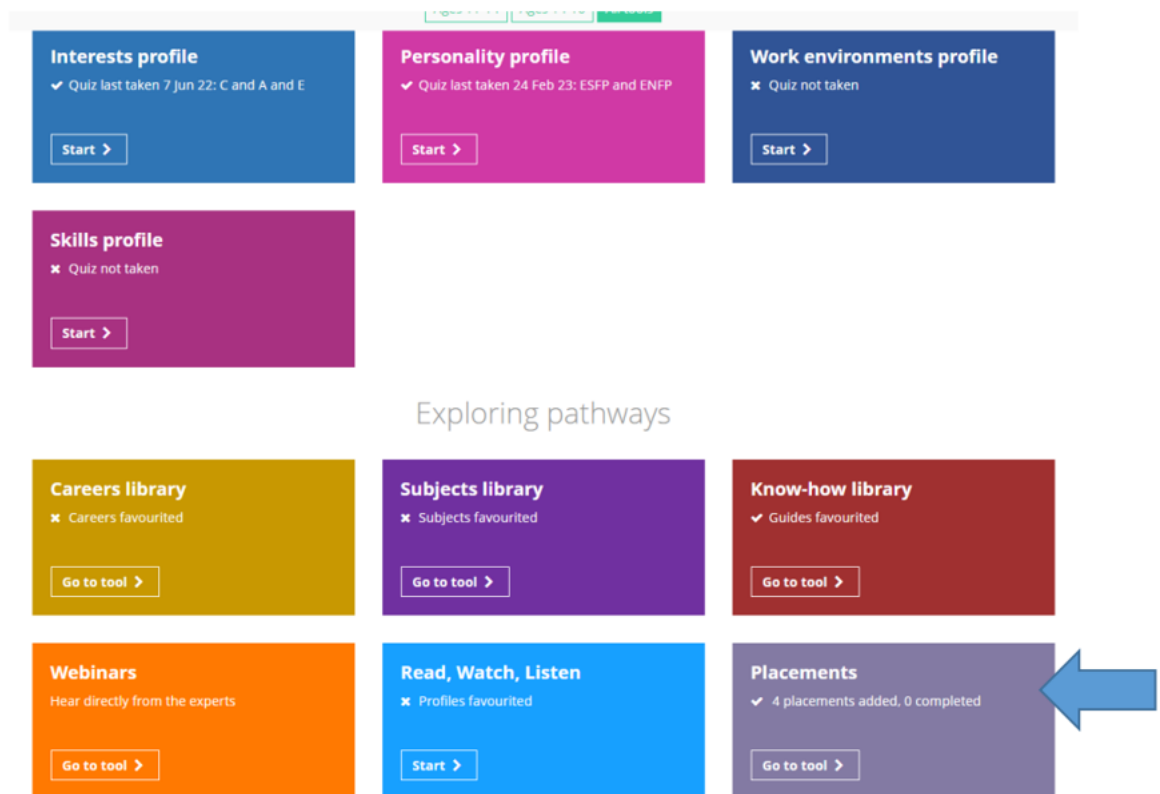 Interests profile
✔ Quiz last taken 7 Jun 22: C and A and E
Start >
Personality profile
✔ Quiz last taken 24 Feb 23: ESFP and ENFP
Start >
Work environments profile
✖ Quiz not taken
Start >
Skills profile
✖ Quiz not taken
Start >
Exploring pathways
Careers library
✖ Careers favourited
Go to tool >
Subjects library
✖ Subjects favourited
Go to tool >
Know-how library
✔ Guides favourited
Go to tool >
Webinars
Hear directly from the experts
Go to tool >
Read, Watch, Listen
✖ Profiles favourited
Start >
Placements
✔ 4 placements added, 0 completed
Go to tool >